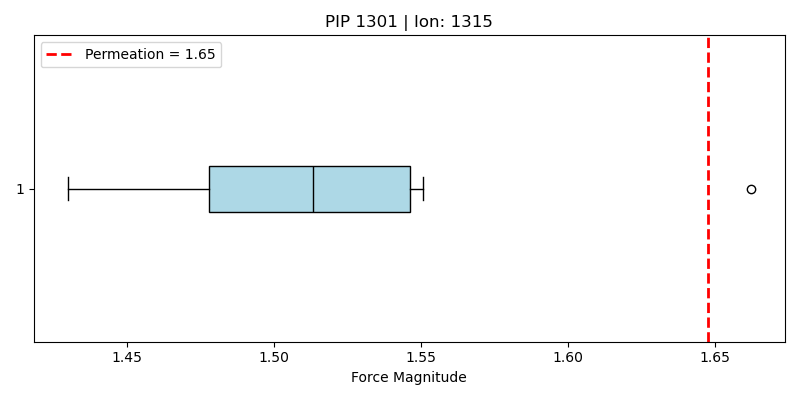 PIP 1301 | Ion: 1315
Permeation = 1.65
1
1.45 1.50 1.55 1.60 1.65
Force Magnitude